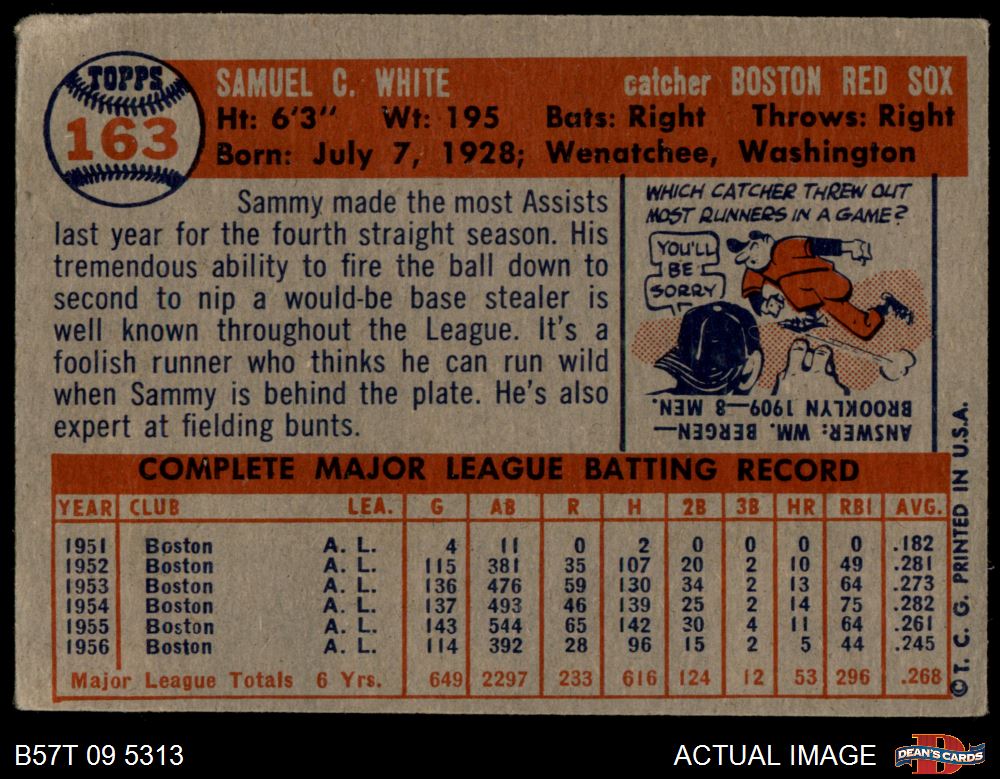 TOPPS
163
SAMUEL C. WHITE catcher BOSTON RED SOX
Ht: 6'3" Wt: 195 Bats: Right Throws: Right
Born: July 7, 1928; Wenatchee, Washington
Sammy made the most Assists
last year for the fourth straight season. His
tremendous ability to fire the ball down to
second to nip a would-be base stealer is
well known throughout the League. It's a
foolish runner who thinks he can run wild
when Sammy is behind the plate. He's also
expert at fielding bunts.
WHICH CATCHER THREW OUT
MOST RUNNERS IN A GAME?
YOU'LL
BE
SORRY
ANSWER: WM. BERGEN-
BROOKLYN 1909-8 MEN.
COMPLETE MAJOR LEAGUE BATTING RECORD
YEAR CLUB LEA. G AB R H 2B 3B HR RBI AVG.
1951 Boston A. L. 4 11 0 2 0 0 0 0 .182
1952 Boston A. L. 115 381 35 107 20 2 10 49 .281
1953 Boston A. L. 136 476 59 130 34 2 13 64 .273
1954 Boston A. L. 137 493 46 139 25 2 14 75 .282
1955 Boston A. L. 143 544 65 142 30 4 11 64 .261
1956 Boston A. L. 114 392 28 96 15 2 5 44 .245
Major League Totals 6 Yrs. 649 2297 233 616 124 12 53 296 .268
© T. C. G. PRINTED IN U.S.A.
B57T 09 5313 ACTUAL IMAGE
D
DEAN'S CARDS